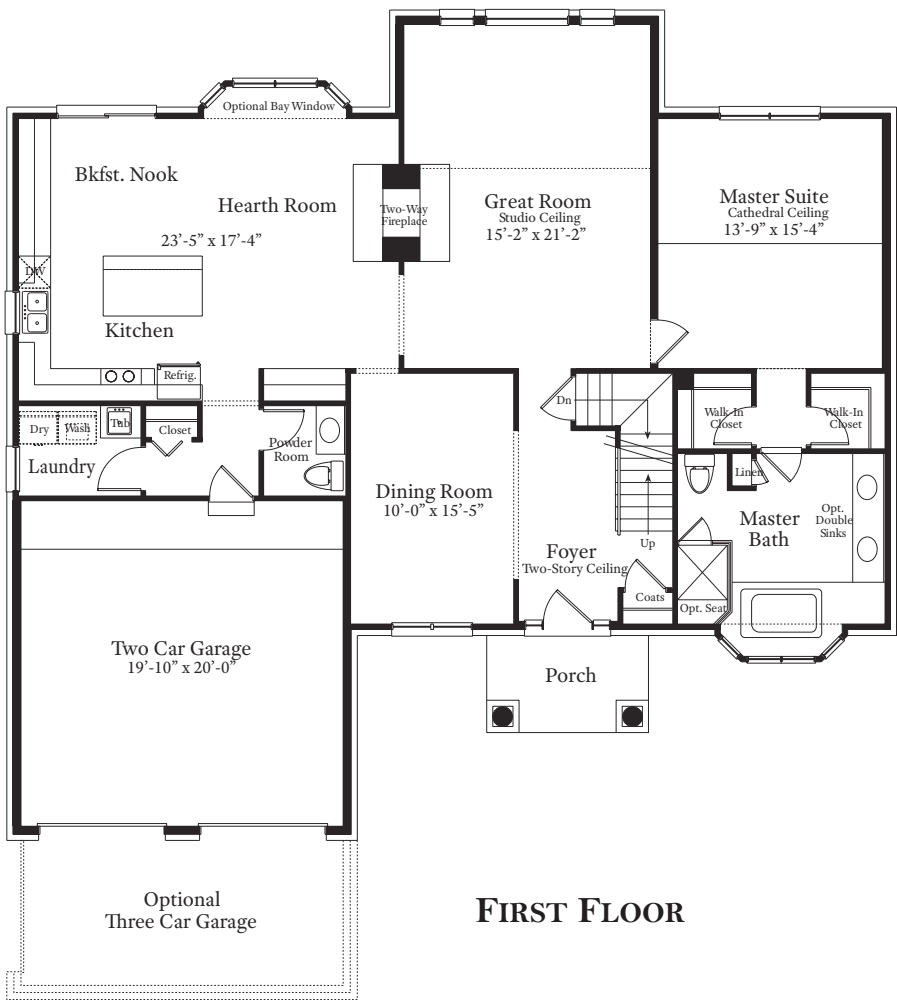 Optional Bay Window
Bkfst. Nook
Hearth Room
23'-5" x 17'-4"
Two-Way
Fireplace
Great Room
Studio Ceiling
15'-2" x 21'-2"
Master Suite
Cathedral Ceiling
13'-9" x 15'-4"
DW
Kitchen
Refrig.
Dn
Walk-In
Closet
Walk-In
Closet
Dry
Wash
Tub
Closet
Laundry
Powder
Room
Linen
Dining Room
10'-0" x 15'-5"
Master
Bath
Opt.
Double
Sinks
Up
Foyer
Two-Story Ceiling
Coats
Opt. Seat
Two Car Garage
19'-10" x 20'-0"
Porch
Optional
Three Car Garage
FIRST FLOOR